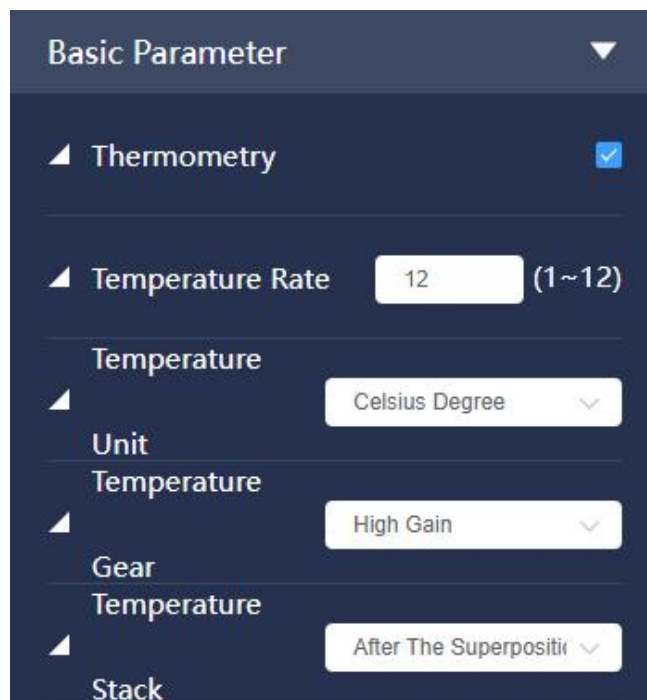 Basic Parameter
Thermometry
Temperature Rate 12 (1~12)
Temperature
Celsius Degree
Unit
Temperature
High Gain
Gear
Temperature
After The
Stack